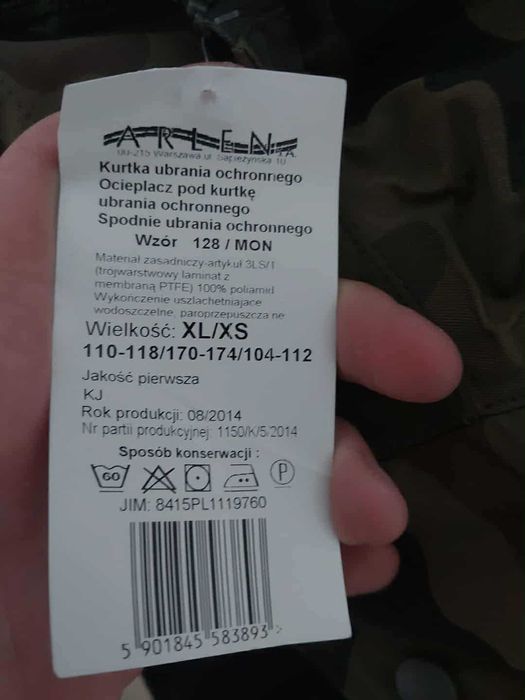 ARLEN S.A.
00-215 Warszawa ul. Sapieżyńska 10
Kurtka ubrania ochronnego
Ocieplacz pod kurtkę
ubrania ochronnego
Spodnie ubrania ochronnego
Wzór 128 / MON
Materiał zasadniczy-artykuł 3LS/1
(trojwarstwowy laminat z
membraną PTFE) 100% poliamid
Wykończenie uszlachetniające
wodoszczelne, paroprzepuszcza ne
Wielkość: XL/XS
110-118/170-174/104-112
Jakość pierwsza
KJ
Rok produkcji: 08/2014
Nr partii produkcyjnej: 1150/K/5/2014
Sposób konserwacji :
60 P
JIM: 8415PL1119760
5 901845 583893 >